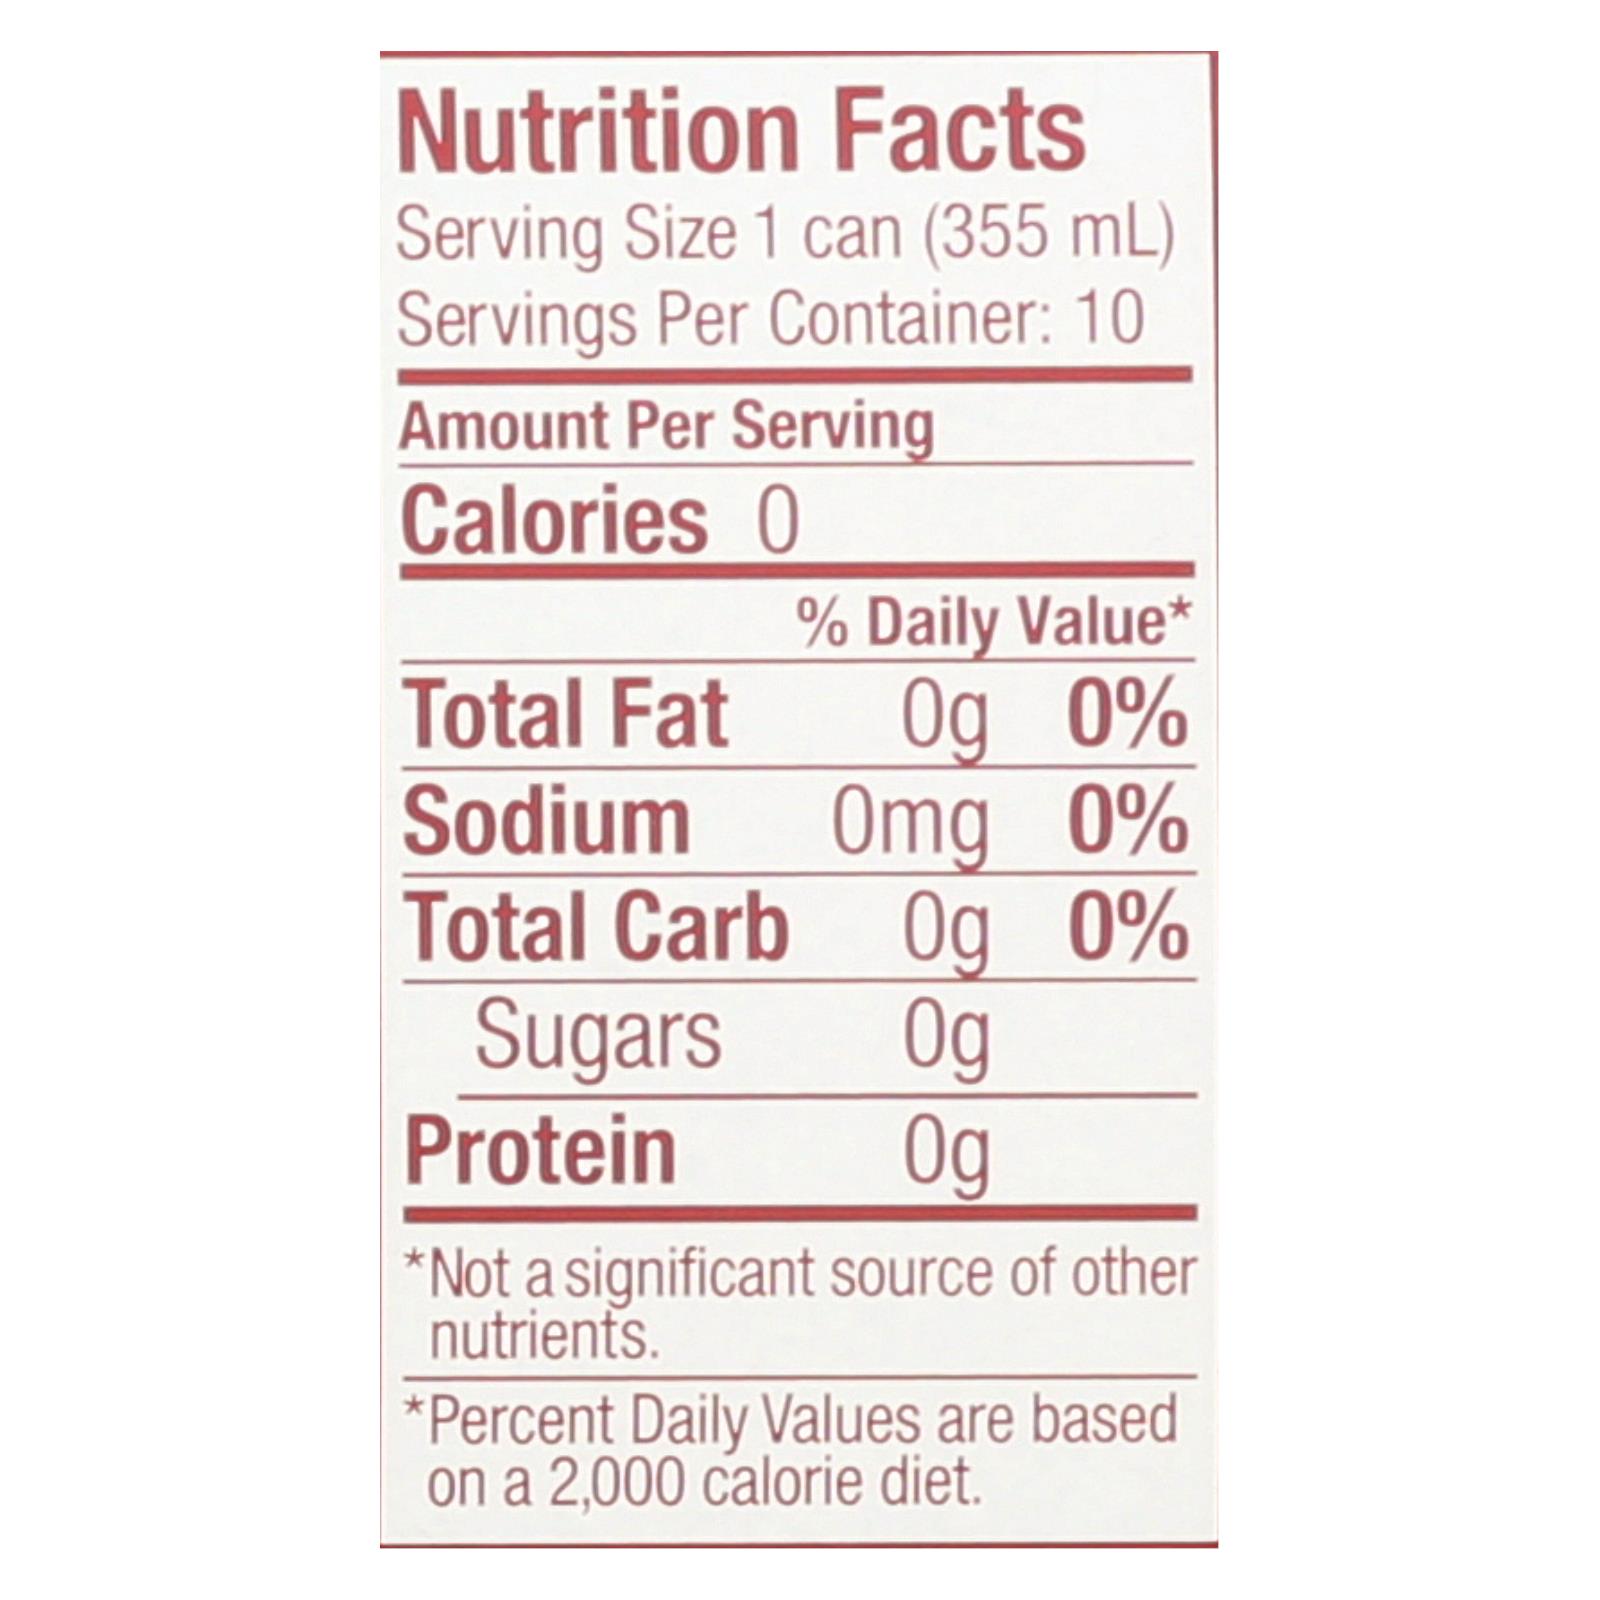 Nutrition Facts
Serving Size 1 can (355 mL)
Servings Per Container: 10
Amount Per Serving
Calories 0
% Daily Value*
Total Fat 0g 0%
Sodium 0mg 0%
Total Carb 0g 0%
Sugars 0g
Protein 0g
*Not a significant source of other
nutrients.
*Percent Daily Values are based
on a 2,000 calorie diet.